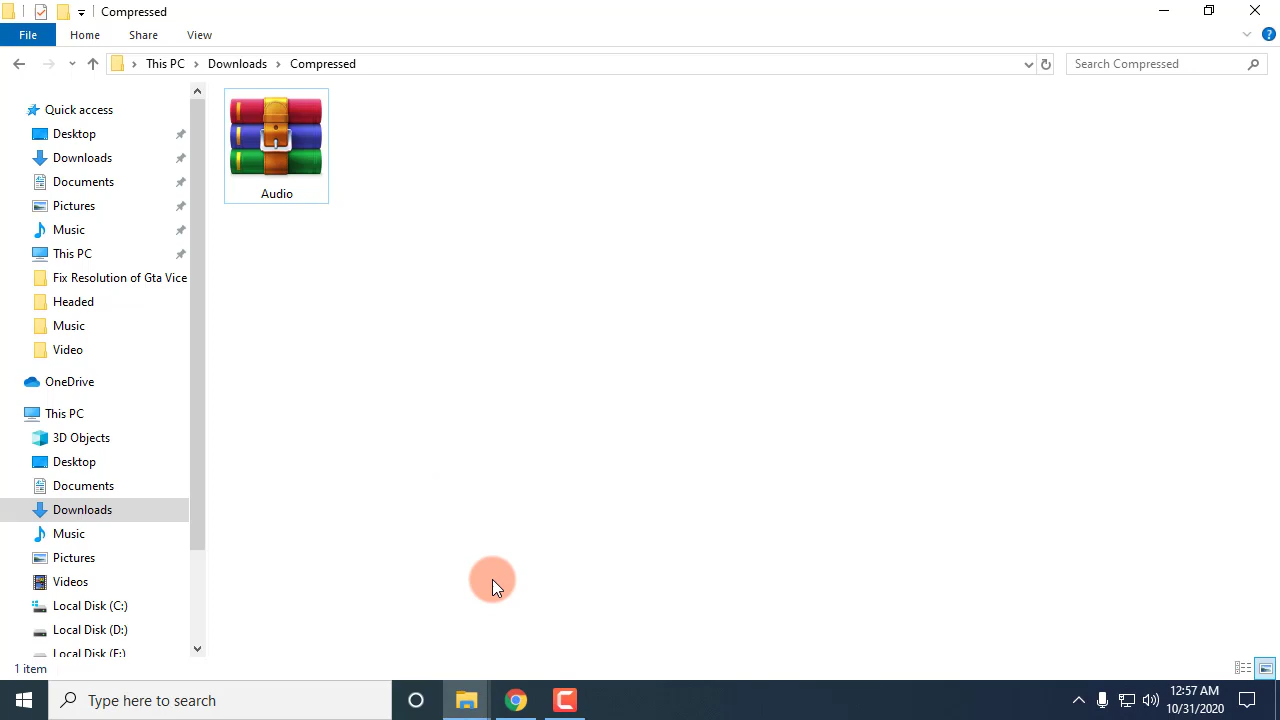 Compressed
File Home Share View
This PC Downloads Compressed Search Compressed
Quick access
Desktop
Downloads
Documents
Pictures
Music
This PC
Fix Resolution of Gta Vice
Headed
Music
Video
OneDrive
This PC
3D Objects
Desktop
Documents
Downloads
Music
Pictures
Videos
Local Disk (C:)
Local Disk (D:)
Local Disk (E:)
Audio
1 item
Type here to search
12:57 AM
10/31/2020